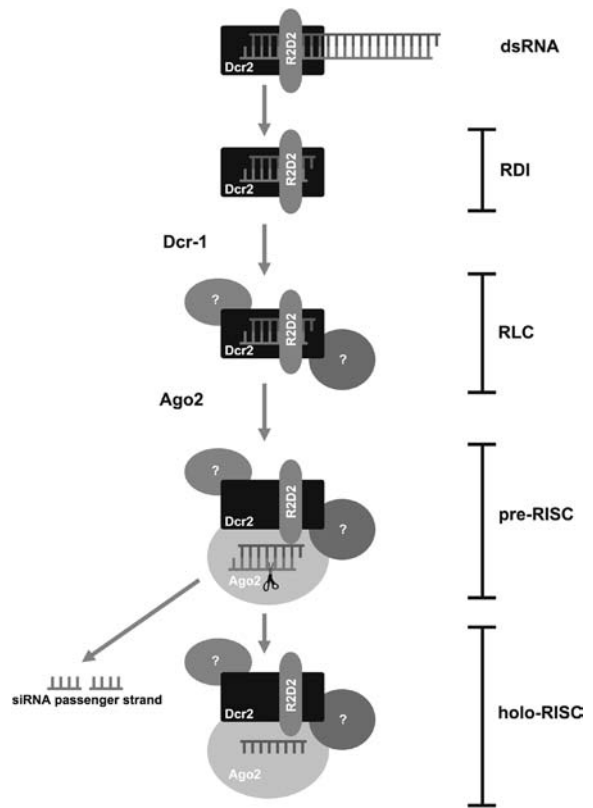 R2D2
dsRNA
Dcr2
R2D2
RDI
Dcr2
Dcr-1
?
R2D2
RLC
Dcr2
?
Ago2
?
R2D2
pre-RISC
Dcr2
?
Ago2
siRNA passenger strand
?
R2D2
holo-RISC
Dcr2
?
Ago2